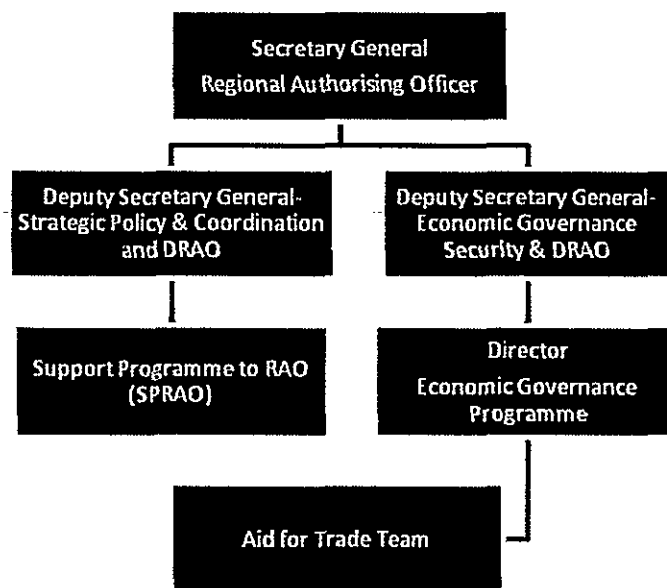 Secretary General
Regional Authorising Officer
Deputy Secretary General-
Strategic Policy & Coordination
and DRAO
Deputy Secretary General-
Economic Governance
Security & DRAO
Support Programme to RAO
(SPRAO)
Director
Economic Governance
Programme
Aid for Trade Team